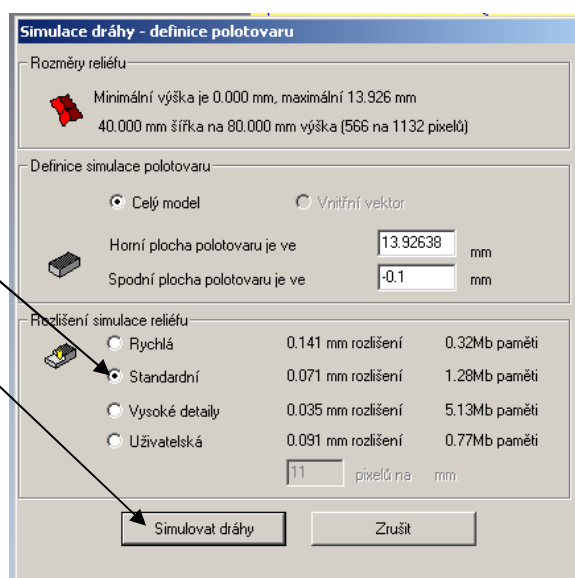 Simulace dráhy - definice polotovaru
Rozměry reliéfu
Minimální výška je 0.000 mm, maximální 13.926 mm
40.000 mm šířka na 80.000 mm výška (566 na 1132 pixelů)
Definice simulace polotovaru
Celý model Vnitřní vektor
Horní plocha polotovaru je ve 13.92638 mm
Spodní plocha polotovaru je ve -0.1 mm
Rozlišení simulace reliéfu
Rychlá 0.141 mm rozlišení 0.32Mb paměti
Standardní 0.071 mm rozlišení 1.28Mb paměti
Vysoké detaily 0.035 mm rozlišení 5.13Mb paměti
Uživatelská 0.091 mm rozlišení 0.77Mb paměti
11 pixelů na mm
Simulovat dráhy Zrušit